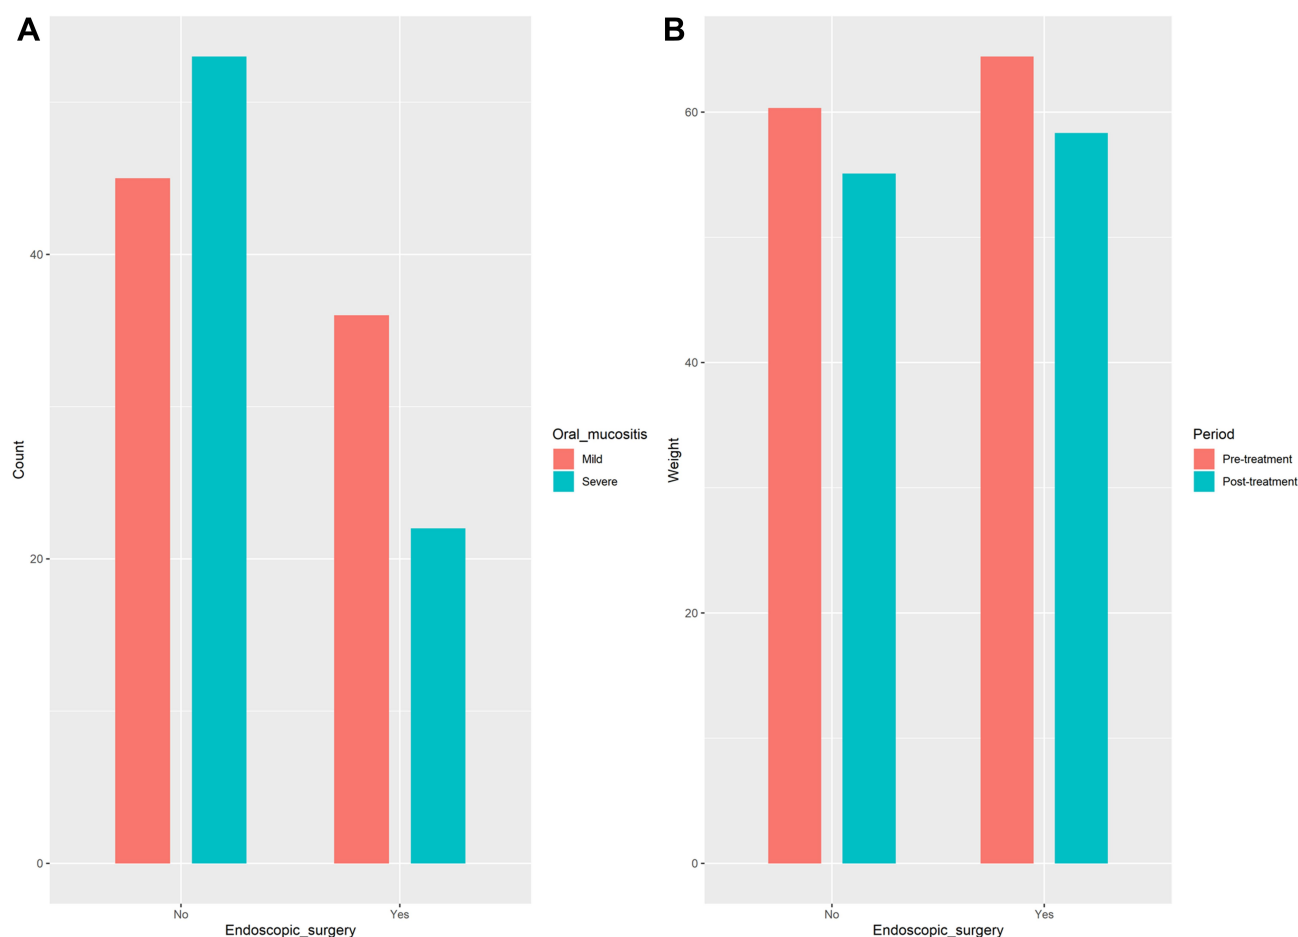 A
Count
40
20
0
No
Yes
Endoscopic_surgery
Oral_mucositis
Mild
Severe
B
Weight
60
40
20
0
No
Yes
Endoscopic_surgery
Period
Pre-treatment
Post-treatment